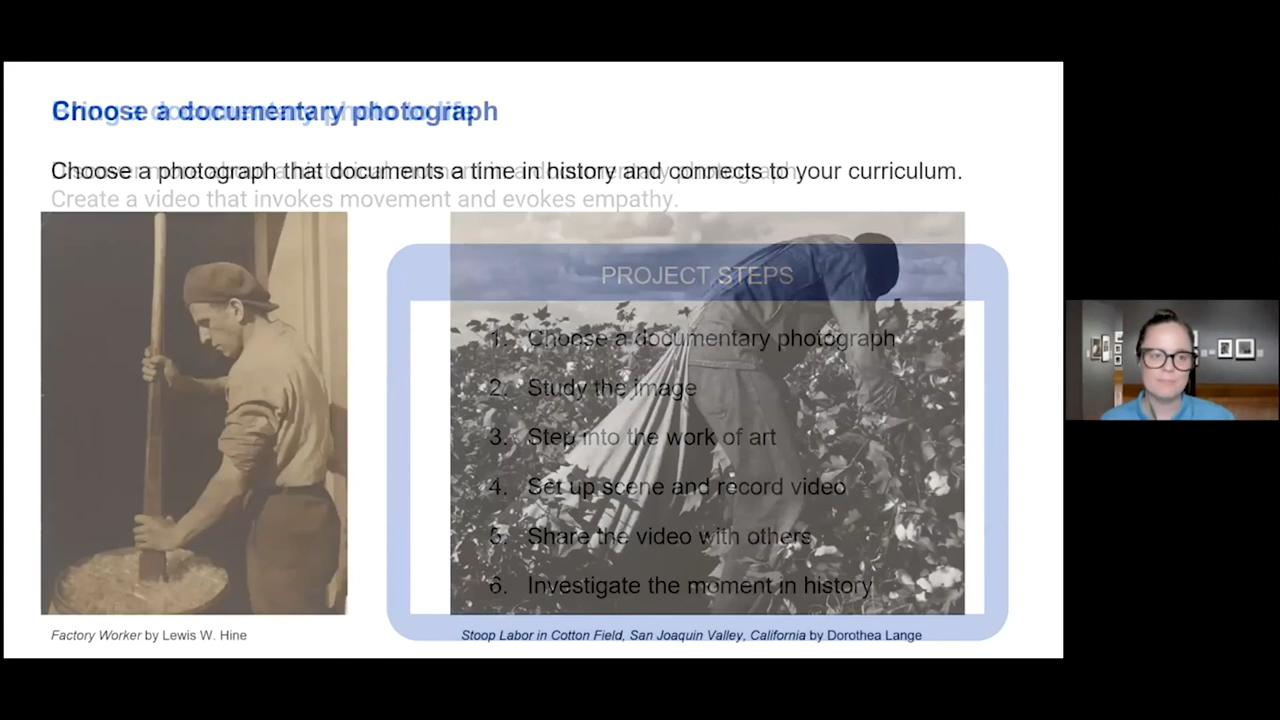 Choose a documentary photograph
Choose a photograph that documents a time in history and connects to your curriculum.
Create a video that invokes movement and evokes empathy.
PROJECT STEPS
1. Choose a documentary photograph
2. Study the image
3. Step into the work of art
4. Set up scene and record video
5. Share the video with others
6. Investigate the moment in history
Factory Worker by Lewis W. Hine
Stoop Labor in Cotton Field, San Joaquin Valley, California by Dorothea Lange